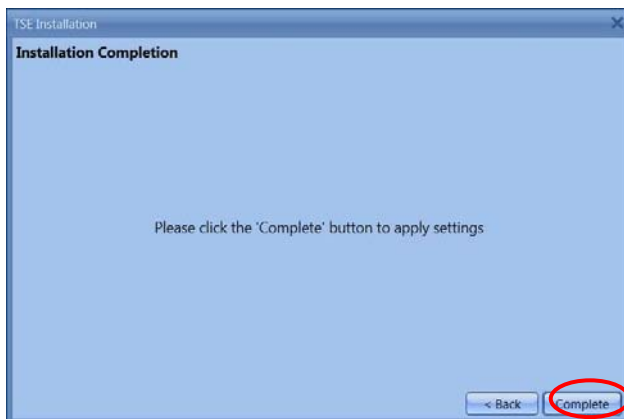 TSE Installation
Installation Completion
Please click the 'Complete' button to apply settings
< Back
Complete